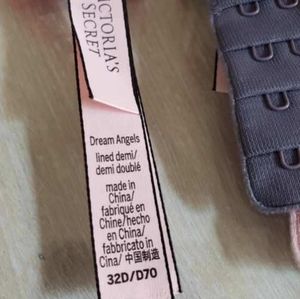 VICTORIA'S
SECRET
Dream Angels
lined demi/
demi doublé
made in
China/
fabriqué en
Chine/hecho
en China/
fabbricato in
Cina/中国制造
32D/D70